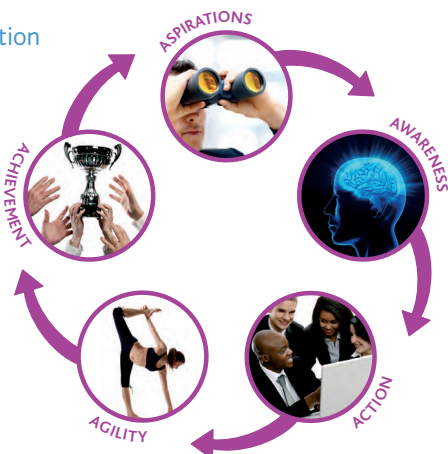 tion
ASPIRATIONS
AWARENESS
ACTION
AGILITY
ACHIEVEMENT